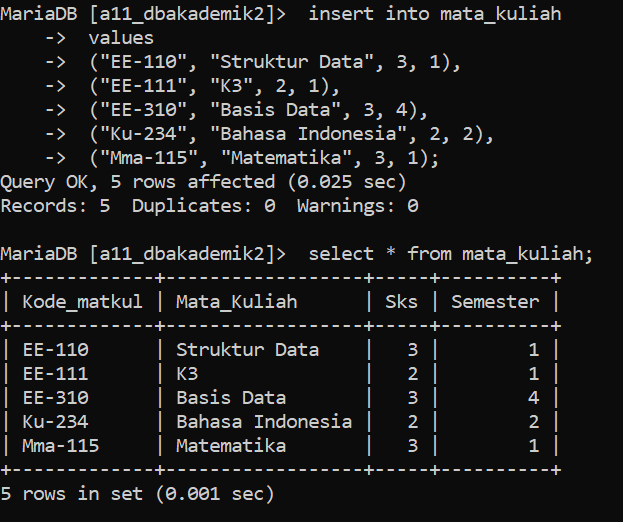 MariaDB [a11_dbakademik2]>  insert into mata_kuliah
    ->  values
    ->  ("EE-110", "Struktur Data", 3, 1),
    ->  ("EE-111", "K3", 2, 1),
    ->  ("EE-310", "Basis Data", 3, 4),
    ->  ("Ku-234", "Bahasa Indonesia", 2, 2),
    ->  ("Mma-115", "Matematika", 3, 1);
Query OK, 5 rows affected (0.025 sec)
Records: 5  Duplicates: 0  Warnings: 0

MariaDB [a11_dbakademik2]>  select * from mata_kuliah;
+-------------+------------------+-----+----------+
| Kode_matkul | Mata_Kuliah      | Sks | Semester |
+-------------+------------------+-----+----------+
| EE-110      | Struktur Data    |   3 |        1 |
| EE-111      | K3               |   2 |        1 |
| EE-310      | Basis Data       |   3 |        4 |
| Ku-234      | Bahasa Indonesia |   2 |        2 |
| Mma-115     | Matematika       |   3 |        1 |
+-------------+------------------+-----+----------+
5 rows in set (0.001 sec)